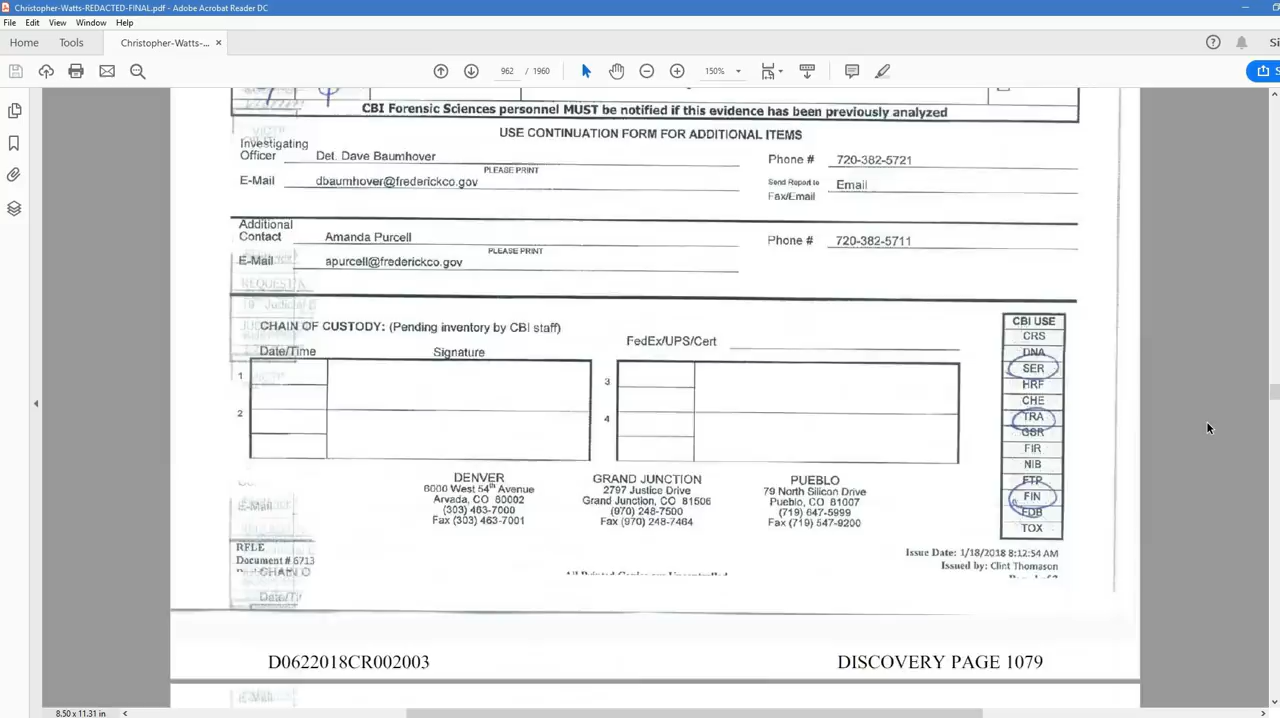 Christopher-Watts-REDACTED-FINAL.pdf - Adobe Acrobat Reader DC
File Edit View Window Help
Home Tools Christopher-Watts-... ×
962 / 1960 150%
CBI Forensic Sciences personnel MUST be notified if this evidence has been previously analyzed
USE CONTINUATION FORM FOR ADDITIONAL ITEMS
Investigating
Officer Det. Dave Baumhover Phone # 720-382-5721
PLEASE PRINT
E-Mail dbaumhover@frederickco.gov Send Report to Email
Fax/Email
Additional
Contact Amanda Purcell Phone # 720-382-5711
PLEASE PRINT
E-Mail apurcell@frederickco.gov
CHAIN OF CUSTODY: (Pending inventory by CBI staff)
FedEx/UPS/Cert
Date/Time Signature
1
2
3
4
CBI USE
CRS
DNA
SER
HRF
CHE
TRA
GSR
FIR
NIB
FTP
FIN
FDB
TOX
DENVER
6000 West 54th Avenue
Arvada, CO 80002
(303) 463-7000
Fax (303) 463-7001
GRAND JUNCTION
2797 Justice Drive
Grand Junction, CO 81506
(970) 248-7500
Fax (970) 248-7464
PUEBLO
79 North Silicon Drive
Pueblo, CO 81007
(719) 647-5999
Fax (719) 547-9200
E-Mail
RFLE
Document # 6713
CHAIN O
Date/Ti
Issue Date: 1/18/2018 8:12:54 AM
Issued by: Clint Thomason
All Printed Copies are Uncontrolled
D0622018CR002003 DISCOVERY PAGE 1079
8.50 x 11.31 in